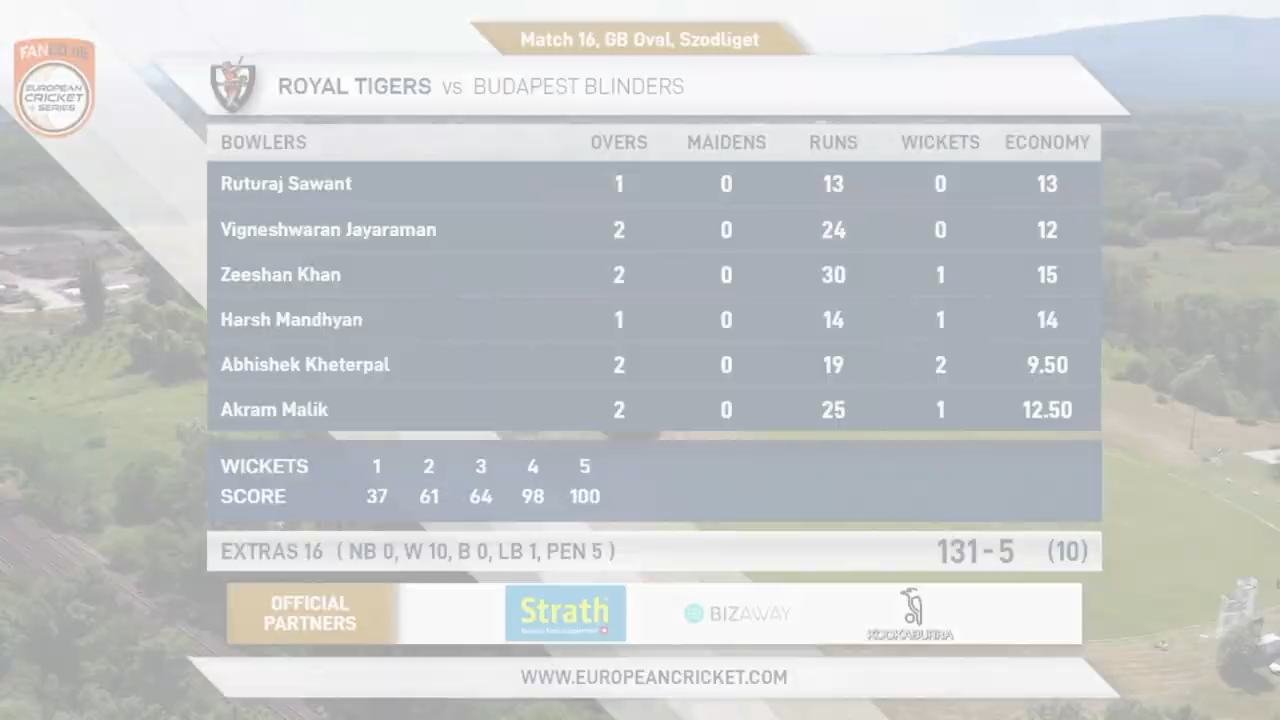 Match 16, GB Oval, Szodliget
EUROPEAN
CRICKET
SERIES
ROYAL TIGERS vs BUDAPEST BLINDERS
BOWLERS OVERS MAIDENS RUNS WICKETS ECONOMY
Ruturaj Sawant 1 0 13 0 13
Vigneshwaran Jayaraman 2 0 24 0 12
Zeeshan Khan 2 0 30 1 15
Harsh Mandhyan 1 0 14 1 14
Abhishek Kheterpal 2 0 19 2 9.50
Akram Malik 2 0 25 1 12.50
WICKETS 1 2 3 4 5
SCORE 37 61 64 98 100
EXTRAS 16 ( NB 0, W 10, B 0, LB 1, PEN 5 ) 131-5 (10)
OFFICIAL
PARTNERS
Strath
BIZAWAY
KOOKABURRA
WWW.EUROPEANCRICKET.COM